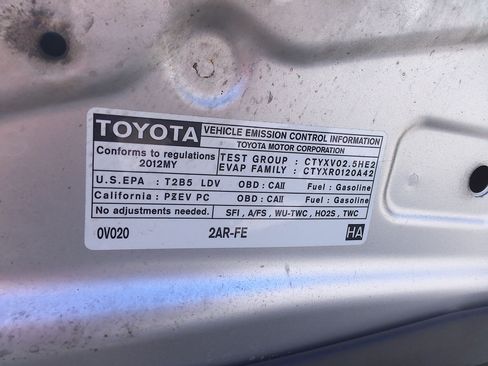 TOYOTA VEHICLE EMISSION CONTROL INFORMATION
TOYOTA MOTOR CORPORATION
Conforms to regulations
2012MY
TEST GROUP : CTYXV02.5HE2
EVAP FAMILY : CTYXR0120A42
U.S.EPA : T2B5 LDV OBD : CAII Fuel : Gasoline
California : PZEV PC OBD : CAII Fuel : Gasoline
No adjustments needed. SFI , A/FS , WU-TWC, HO2S , TWC
0V020 2AR-FE HA